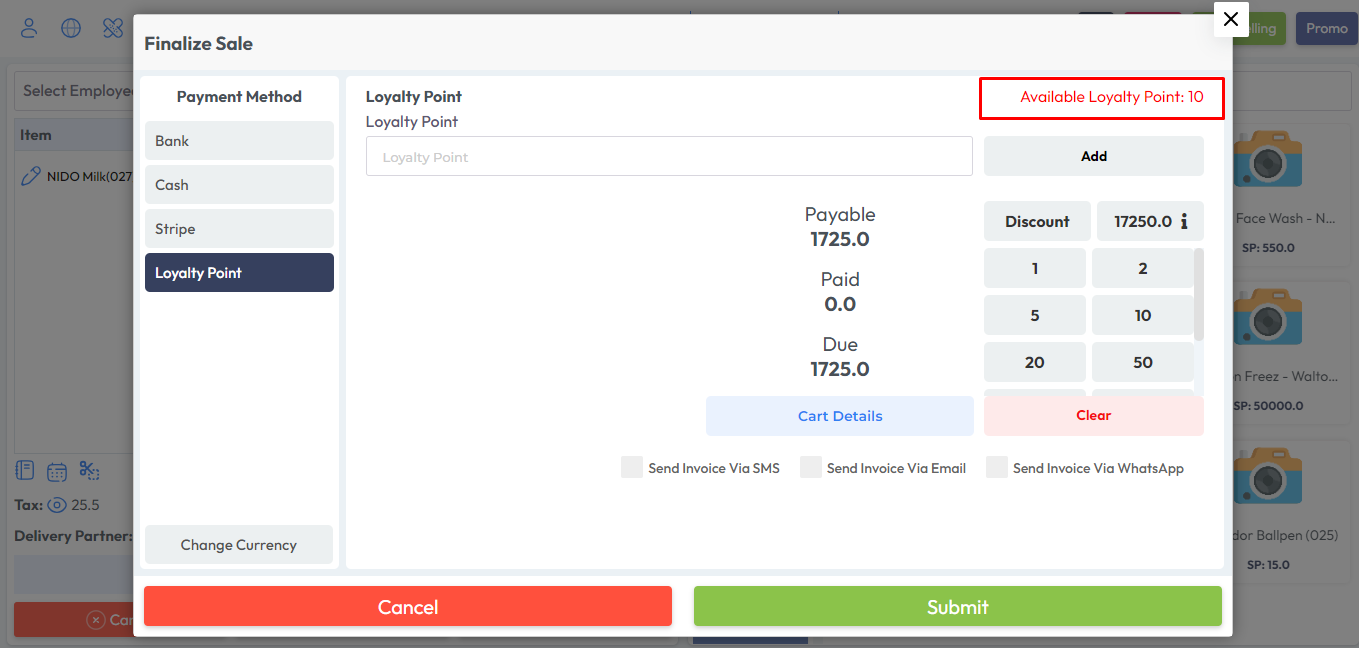 lling
Promo
Finalize Sale
Select Employe
Item
NIDO Milk(027
Payment Method
Bank
Cash
Stripe
Loyalty Point
Change Currency
Loyalty Point
Available Loyalty Point: 10
Loyalty Point
Loyalty Point
Add
Payable
1725.0
Paid
0.0
Due
1725.0
Discount
17250.0
1
2
5
10
20
50
Cart Details
Clear
Send Invoice Via SMS
Send Invoice Via Email
Send Invoice Via WhatsApp
Tax: 25.5
Delivery Partner:
Can
Cancel
Submit
Face Wash - N...
SP: 550.0
n Freez - Walto...
SP: 50000.0
dor Ballpen (025)
SP: 15.0